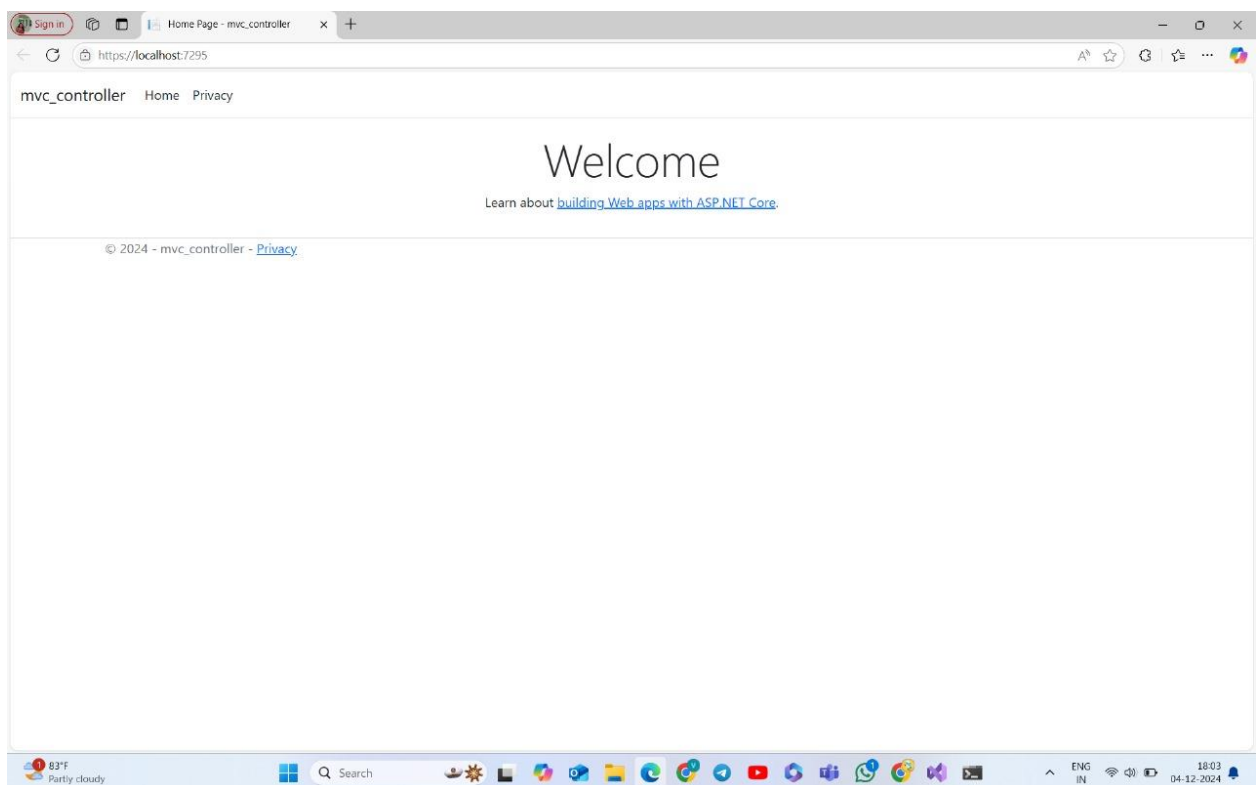 Sign in
Home Page - mvc_controller
https://localhost:7295
mvc_controller Home Privacy
Welcome
Learn about building Web apps with ASP.NET Core.
© 2024 - mvc_controller - Privacy
1
83°F
Partly cloudy
Search
ENG
IN
18:03
04-12-2024